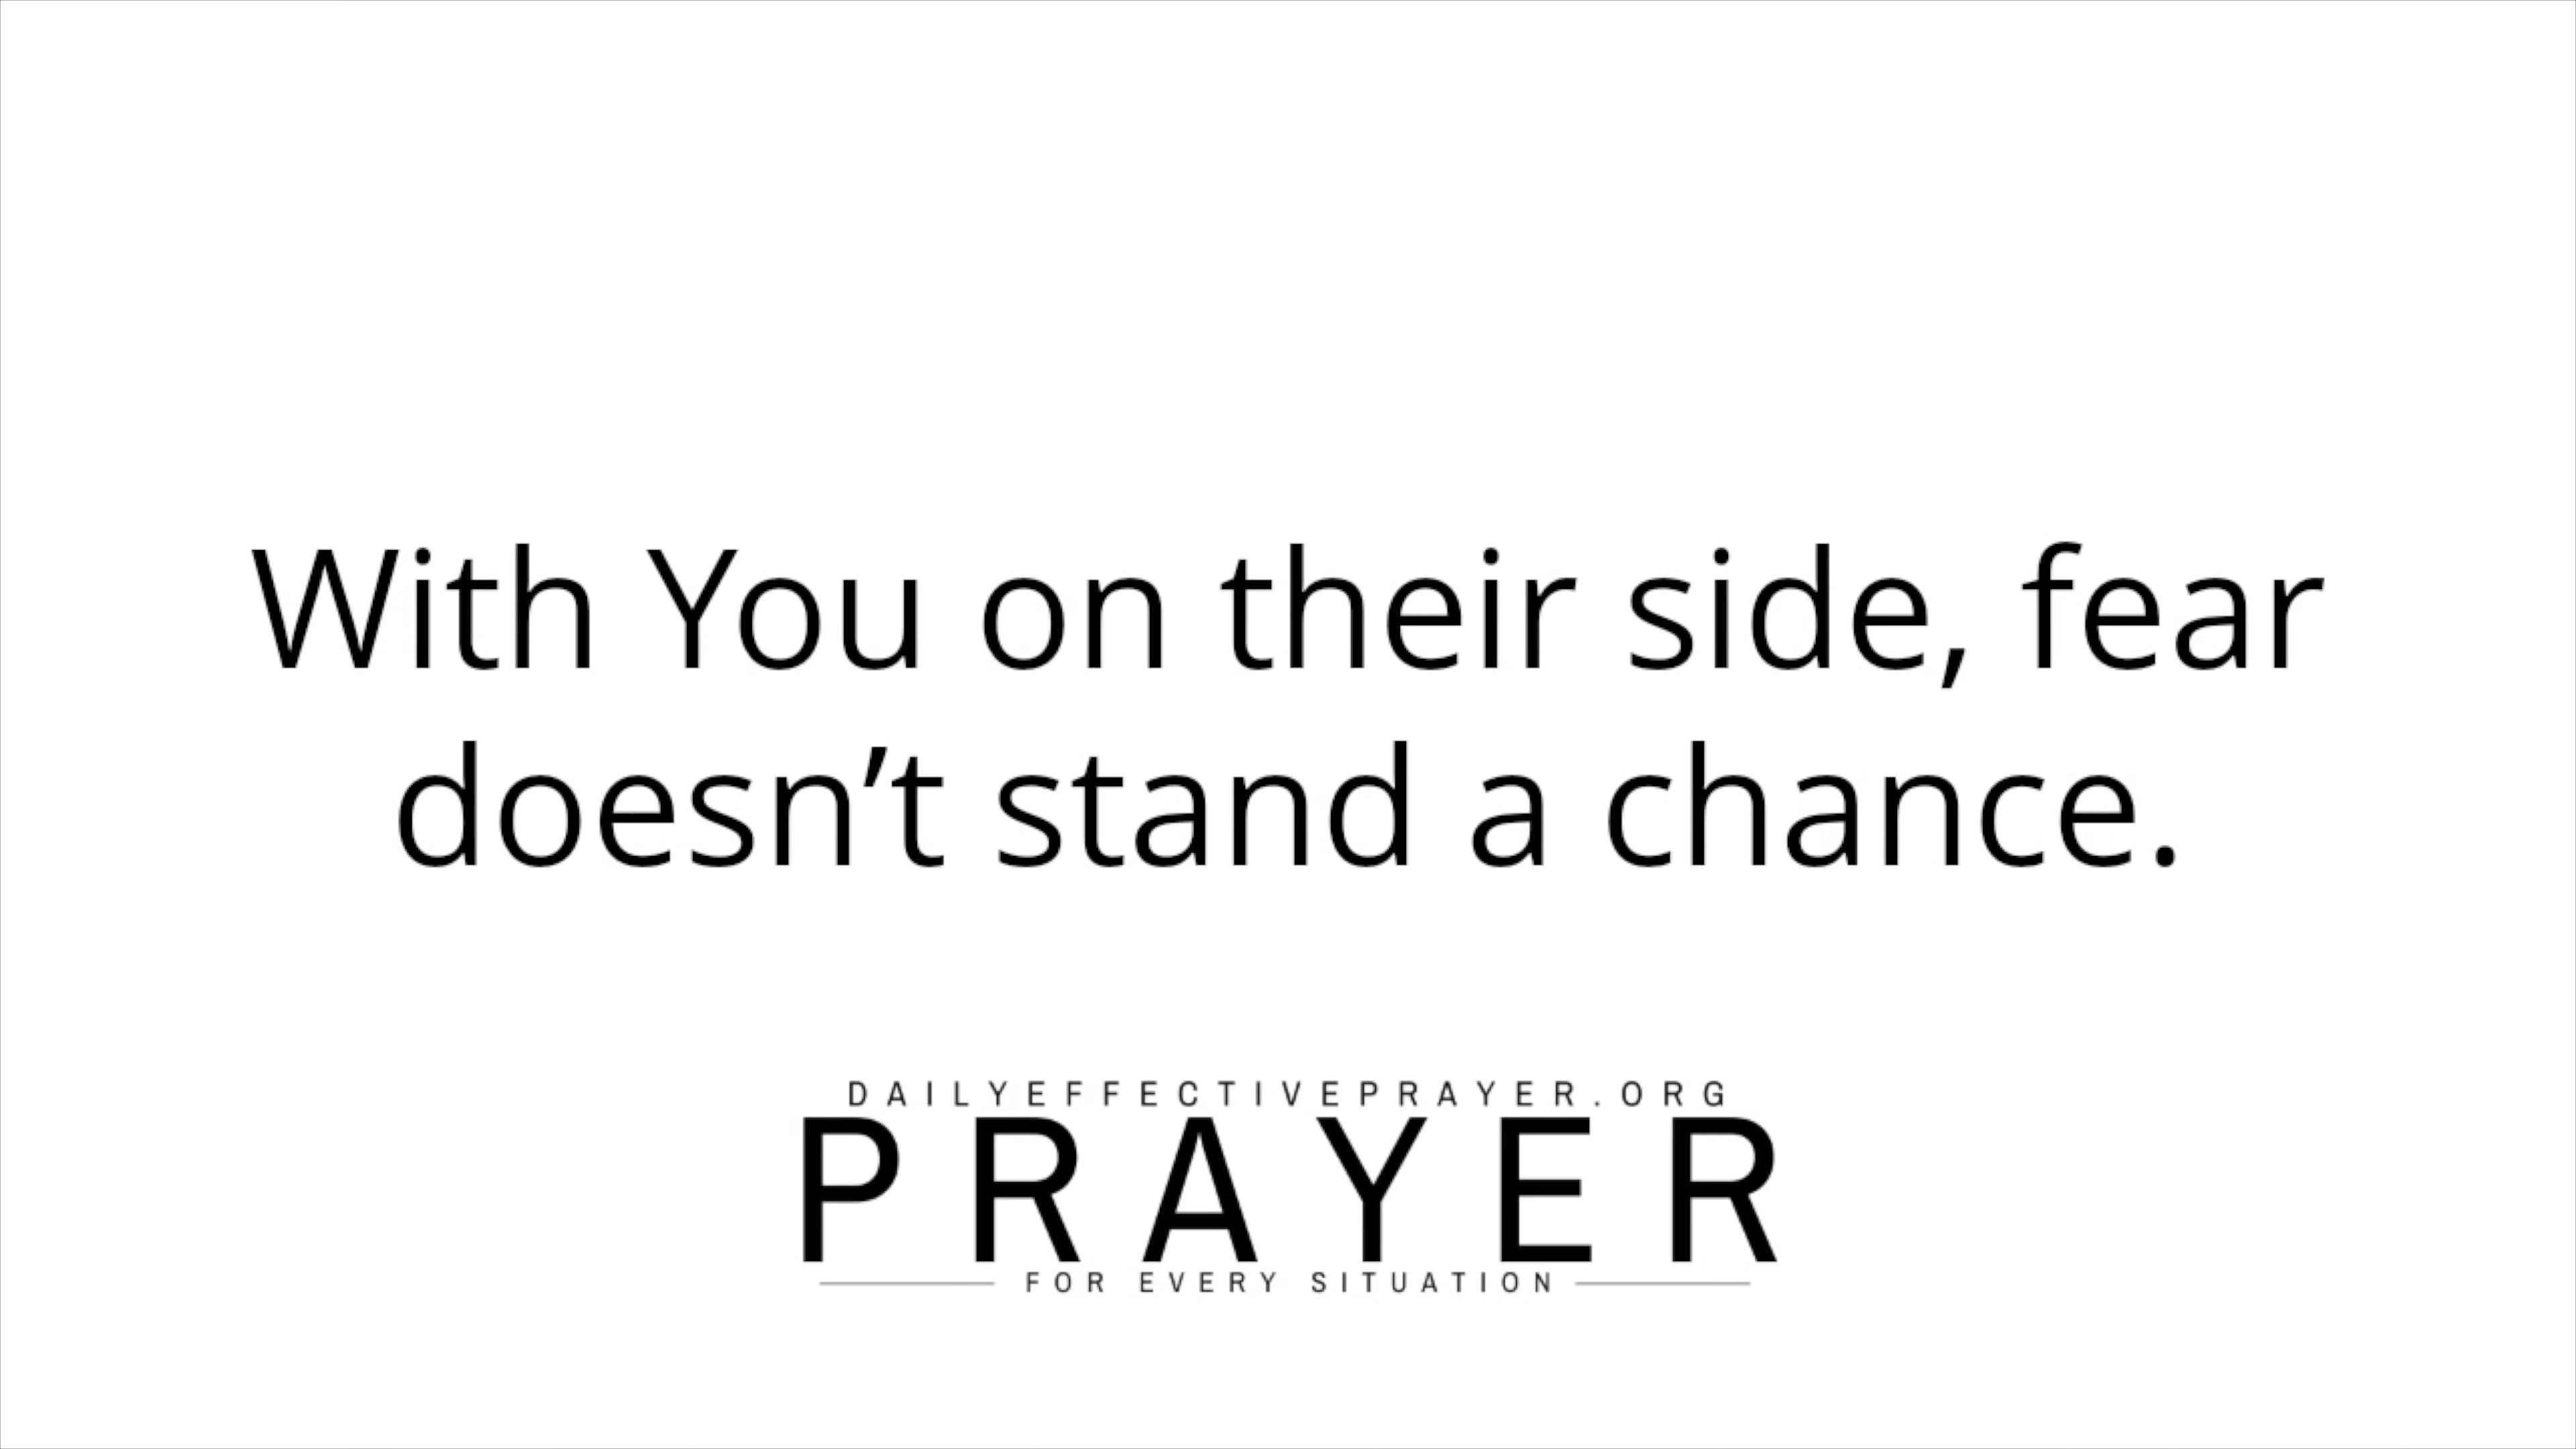 With You on their side, fear
doesn’t stand a chance.
DAILYEFFECTIVEPRAYER.ORG
PRAYER
FOR EVERY SITUATION